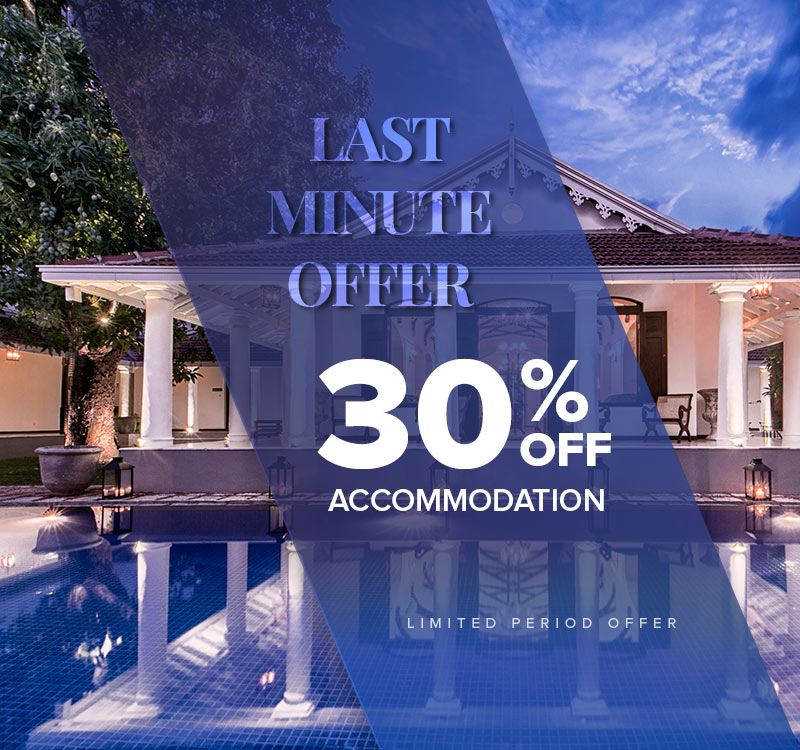 LAST
MINUTE
OFFER
30%
OFF
ACCOMMODATION
LIMITED PERIOD OFFER